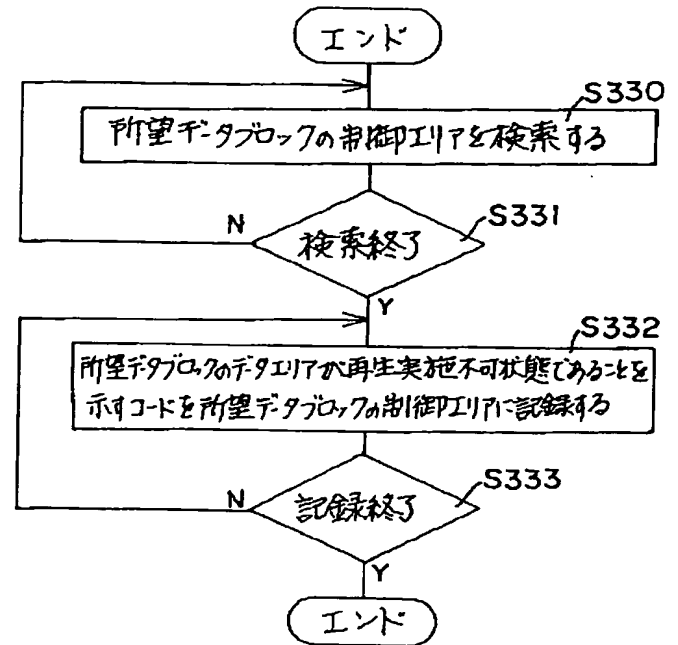 エンド
S330
所望データブロックの制御エリアを検索する
S331
N
検索終了
Y
S332
所望データブロックのデータエリアが再生実施不可状態であることを
示すコードを所望データブロックの制御エリアに記録する
S333
N
記録終了
Y
エンド